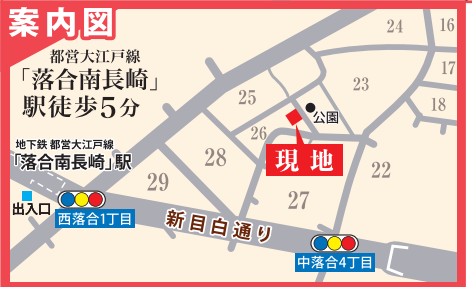 案内図
都営大江戸線
「落合南長崎」
駅徒歩5分
地下鉄 都営大江戸線
「落合南長崎」駅
出入口
西落合1丁目
新目白通り
中落合4丁目
現地
公園
24
16
17
18
23
25
26
28
29
27
22